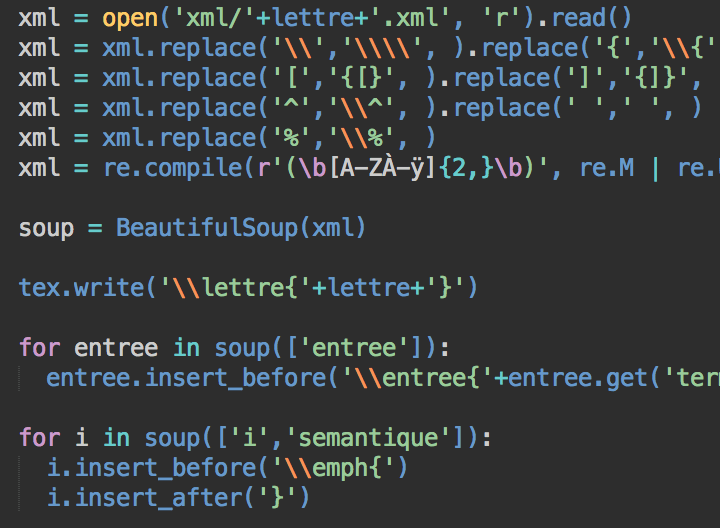 xml = open('xml/'+lettre+'.xml', 'r').read()
xml = xml.replace('\\','\\\\', ).replace('{','\\{'
xml = xml.replace('[','{[}', ).replace(']','{]}',
xml = xml.replace('^','\\^', ).replace(' ',' ', )
xml = xml.replace('%','\\%', )
xml = re.compile(r'(\b[A-ZÀ-ÿ]{2,}\b)', re.M | re.
soup = BeautifulSoup(xml)
tex.write('\\lettre{'+lettre+'}')
for entree in soup(['entree']):
entree.insert_before('\\entree{'+entree.get('ter
for i in soup(['i','semantique']):
i.insert_before('\\emph{')
i.insert_after('}')